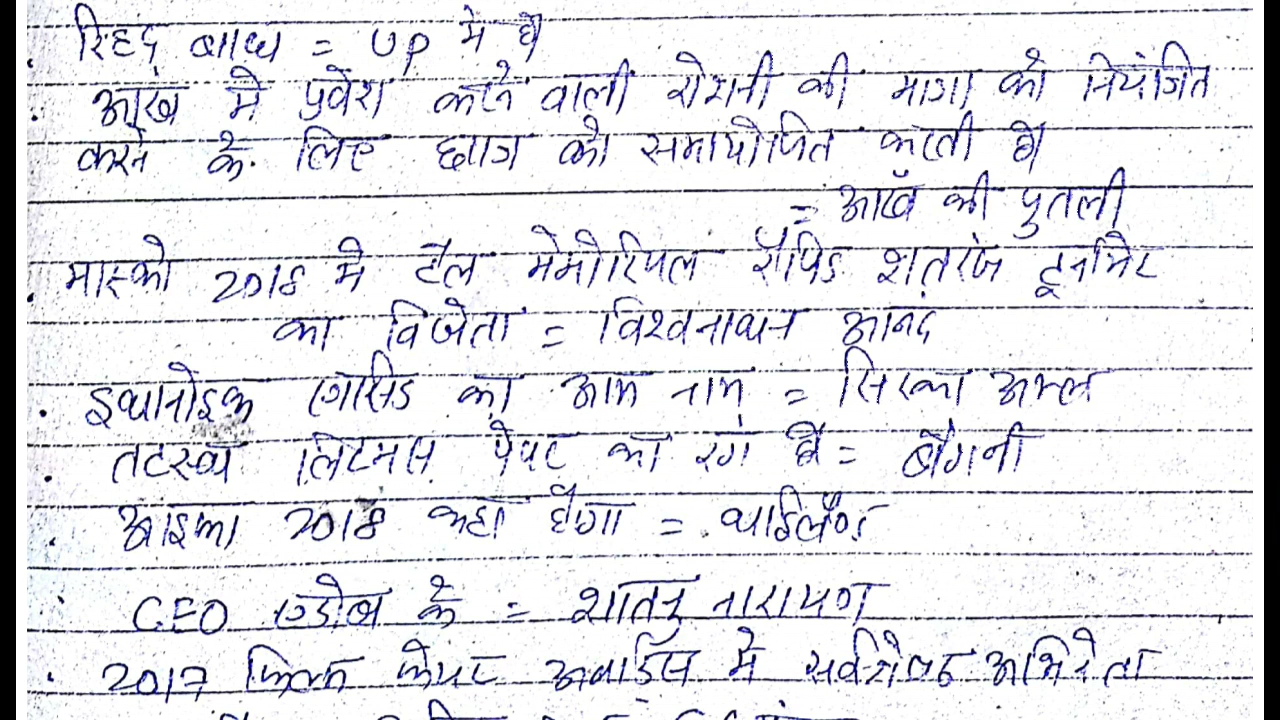 रिहंद बाध = UP मे है
आंख मे प्रवेश करने वाली रोशनी की मात्रा को नियंत्रित
करने के लिए छात्र को समायोजित करती है
= आखँ की पुतली
मास्को 2018 मे टैल मेमोरियल रैपिड शतरंज टूर्नामेंट
का विजेता = विश्वनाथन आनंद
इथानोइक एसिड का आम नाम = सिरका अम्ल
तटस्थ लिटमस पेपर का रंग है = बैंगनी
आइफा 2018 कहा होगा = थाईलैण्ड
CEO एडोब के = शातनु नारायण
2017 फिल्म फेयर अवार्डस में सर्वश्रेष्ठ अभिनेता